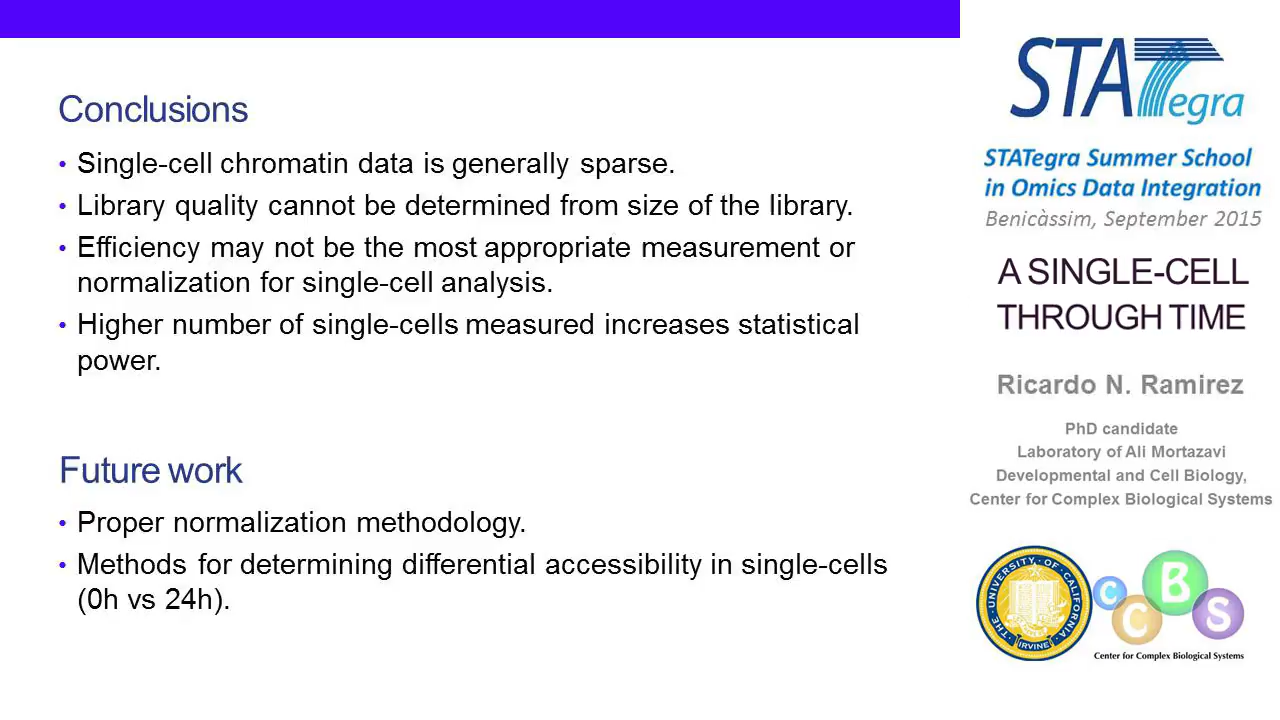 Conclusions
• Single-cell chromatin data is generally sparse.
• Library quality cannot be determined from size of the library.
• Efficiency may not be the most appropriate measurement or
normalization for single-cell analysis.
• Higher number of single-cells measured increases statistical
power.
Future work
• Proper normalization methodology.
• Methods for determining differential accessibility in single-cells
(0h vs 24h).
STATegra
STATegra Summer School
in Omics Data Integration
Benicàssim, September 2015
A SINGLE-CELL
THROUGH TIME
Ricardo N. Ramirez
PhD candidate
Laboratory of Ali Mortazavi
Developmental and Cell Biology,
Center for Complex Biological Systems
THE UNIVERSITY OF CALIFORNIA
IRVINE
CCBS
Center for Complex Biological Systems